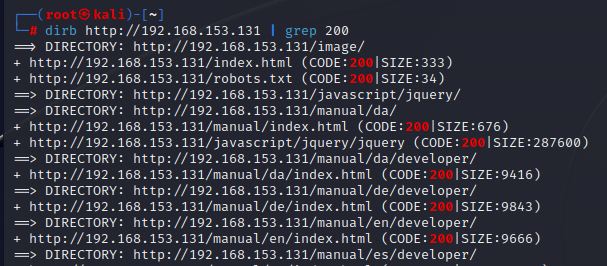 ┌──(root㉿kali)-[~]
└─# dirb http://192.168.153.131 | grep 200
==> DIRECTORY: http://192.168.153.131/image/
+ http://192.168.153.131/index.html (CODE:200|SIZE:333)
+ http://192.168.153.131/robots.txt (CODE:200|SIZE:34)
==> DIRECTORY: http://192.168.153.131/javascript/jquery/
==> DIRECTORY: http://192.168.153.131/manual/da/
+ http://192.168.153.131/manual/index.html (CODE:200|SIZE:676)
+ http://192.168.153.131/javascript/jquery/jquery (CODE:200|SIZE:287600)
==> DIRECTORY: http://192.168.153.131/manual/da/developer/
+ http://192.168.153.131/manual/da/index.html (CODE:200|SIZE:9416)
==> DIRECTORY: http://192.168.153.131/manual/de/developer/
+ http://192.168.153.131/manual/de/index.html (CODE:200|SIZE:9843)
==> DIRECTORY: http://192.168.153.131/manual/en/developer/
+ http://192.168.153.131/manual/en/index.html (CODE:200|SIZE:9666)
==> DIRECTORY: http://192.168.153.131/manual/es/developer/